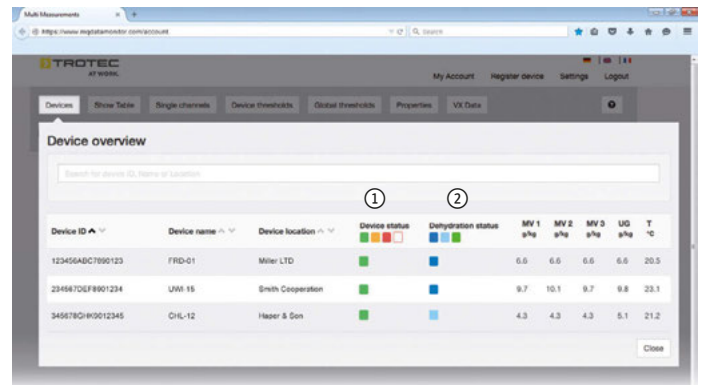 Multi Measurements
https://www.mqdatamonitor.com/account
Search
TROTEC
AT WORK.
My Account Register device Settings Logout
Devices Show Table Single channels Device thresholds Global thresholds Properties VX Data
Device overview
Search for device ID, Name or Location
1 2
Device ID Device name Device location Device status Dehydration status MV 1 g/kg MV 2 g/kg MV 3 g/kg UG g/kg T °C
123456ABC7890123 FRD-01 Miller LTD 6.6 6.6 6.6 6.6 20.5
234567DEF8901234 UWI-15 Smith Cooperation 9.7 10.1 9.7 9.8 23.1
345678GHK9012345 CHL-12 Haper & Son 4.3 4.3 4.3 5.1 21.2
Close